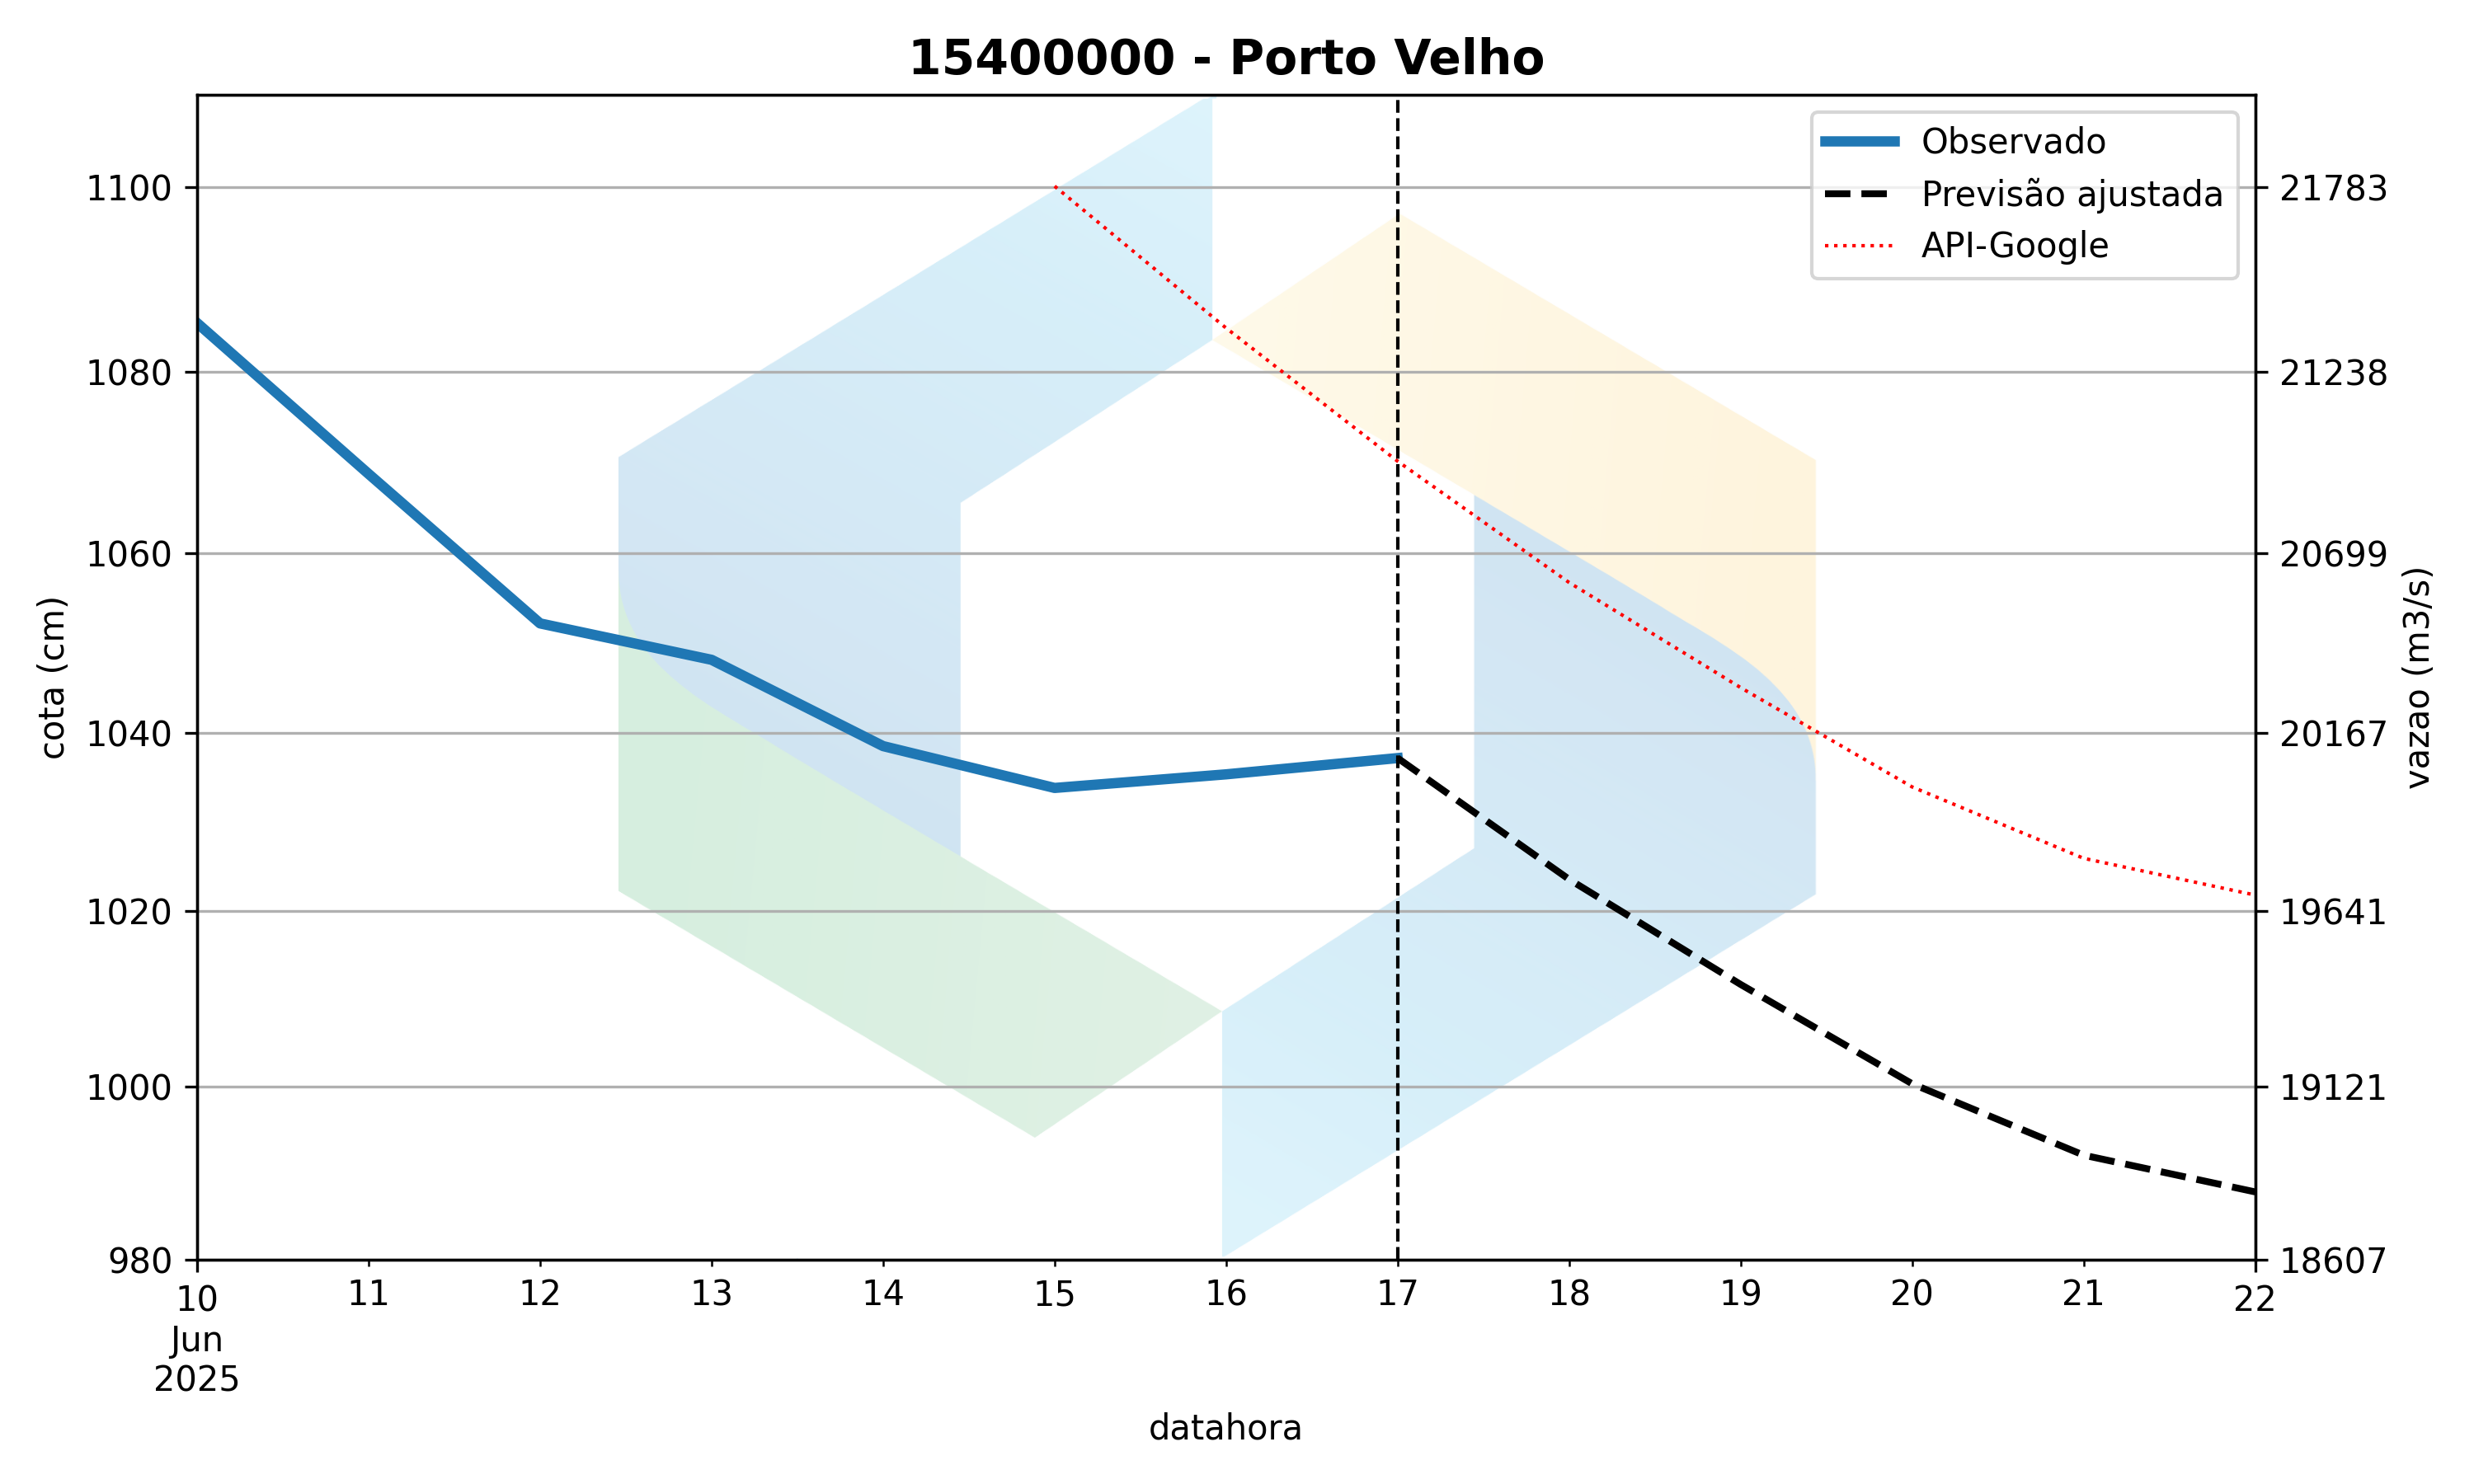 15400000 - Porto Velho
Observado
Previsão ajustada
API-Google
cota (cm)
1100
1080
1060
1040
1020
1000
980
21783
21238
20699
20167
19641
19121
18607
vazao (m3/s)
10 11 12 13 14 15 16 17 18 19 20 21 22
Jun
2025
datahora